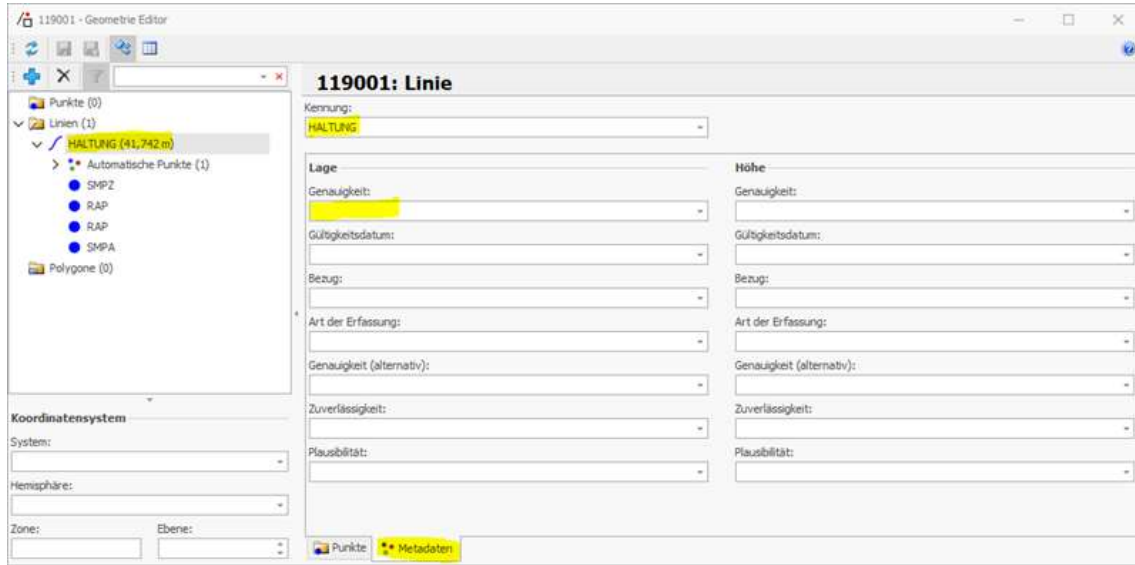 119001 - Geometrie Editor
119001: Linie
Punkte (0)
Linien (1)
HALTUNG (41,742 m)
Automatische Punkte (1)
SMPZ
RAP
RAP
SMPA
Polygone (0)
Koordinatensystem
System:
Hemisphäre:
Zone: Ebene:
Kennung:
HALTUNG
Lage
Genauigkeit:
Gültigkeitsdatum:
Bezug:
Art der Erfassung:
Genauigkeit (alternativ):
Zuverlässigkeit:
Plausibilität:
Höhe
Genauigkeit:
Gültigkeitsdatum:
Bezug:
Art der Erfassung:
Genauigkeit (alternativ):
Zuverlässigkeit:
Plausibilität:
Punkte Metadaten